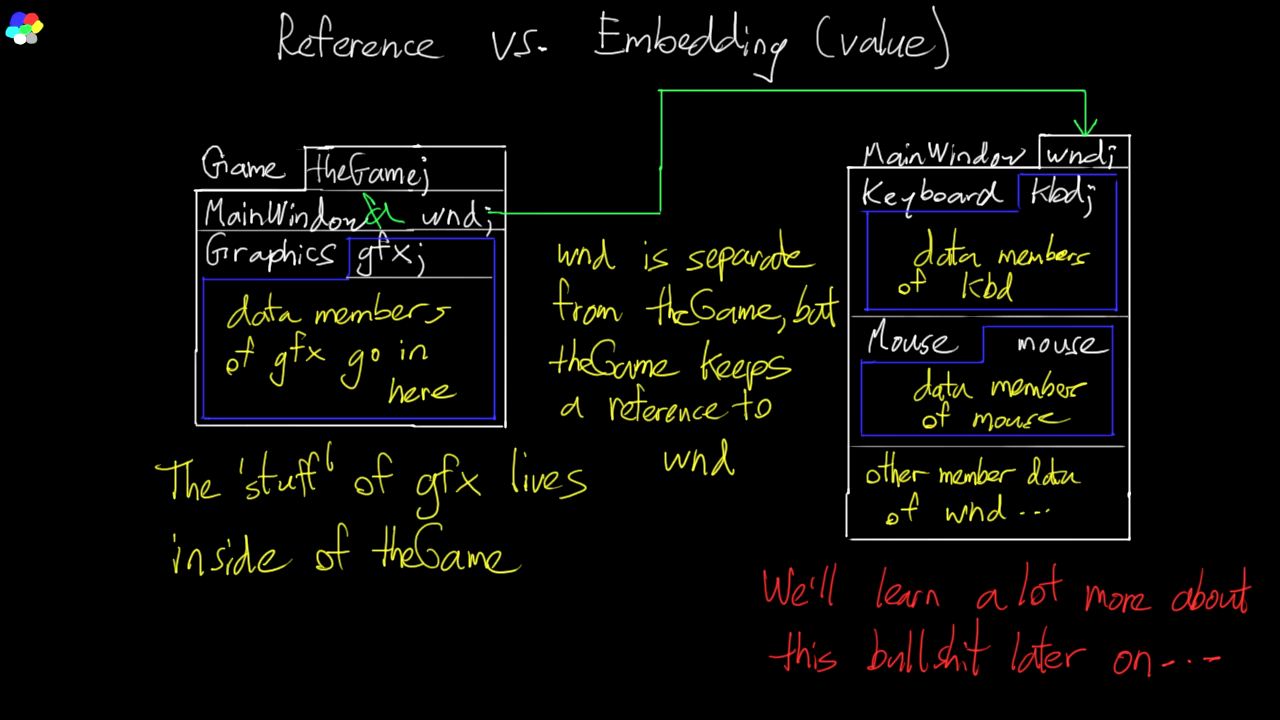 Reference vs. Embedding (value)
Game theGame;
MainWindow& wnd;
Graphics gfx;
data members
of gfx go in
here
The "stuff" of gfx lives
inside of theGame
wnd is separate
from theGame, but
theGame keeps
a reference to
wnd
MainWindow wnd;
Keyboard kbd;
data members
of kbd
Mouse mouse
data members
of mouse
other member data
of wnd ...
We'll learn a lot more about
this bullshit later on....